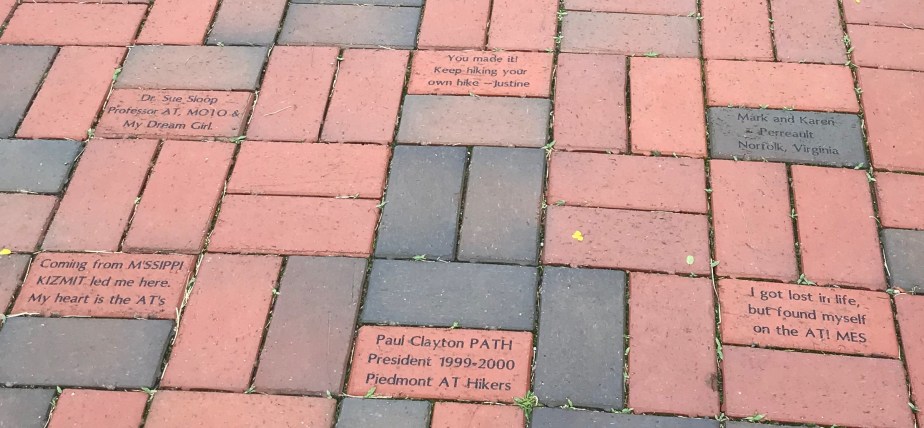 You made it!
Keep hiking your
own hike –Justine
Dr. Sue Sloop
Professor AT, MOTO &
My Dream Girl.
Mark and Karen
Perreault
Norfolk, Virginia
Coming from M'SSIPPI
KIZMIT led me here.
My heart is the AT's
I got lost in life,
but found myself
on the AT! MES
Paul Clayton PATH
President 1999-2000
Piedmont AT Hikers